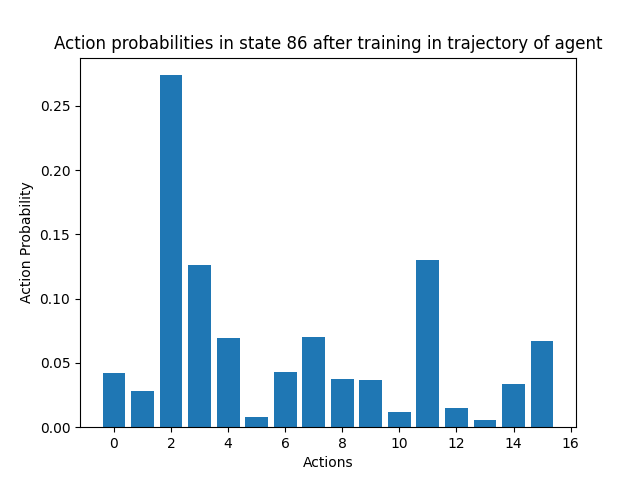 Action probabilities in state 86 after training in trajectory of agent
Action Probability
0.25
0.20
0.15
0.10
0.05
0.00
0 2 4 6 8 10 12 14 16
Actions